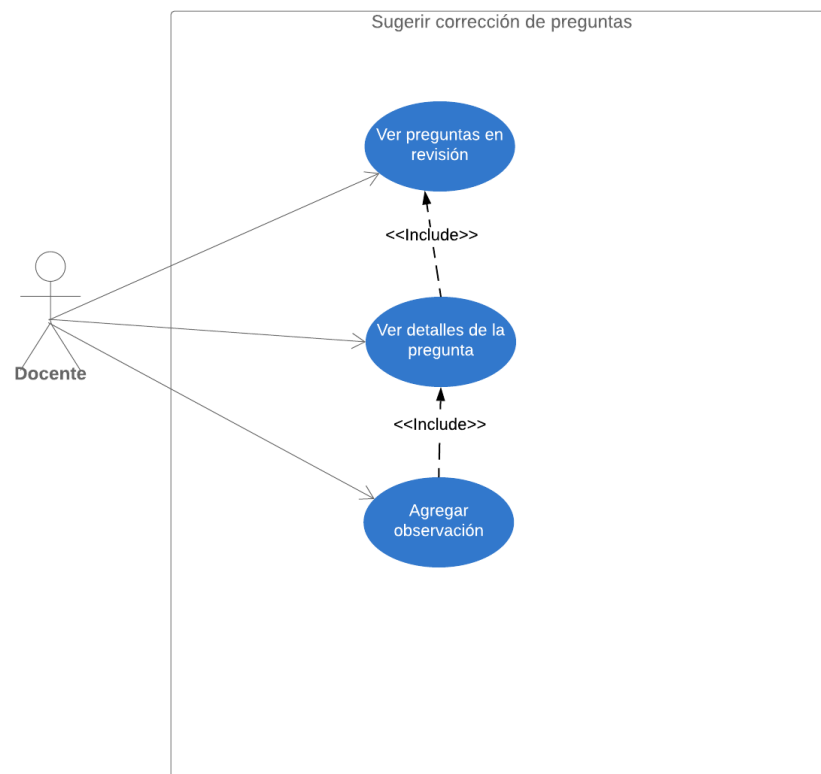 Sugerir corrección de preguntas
Ver preguntas en
revisión
<<Include>>
Ver detalles de la
pregunta
Docente
<<Include>>
Agregar
observación